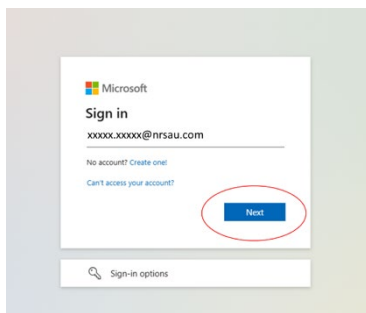 Microsoft
Sign in
xxxxx.xxxxx@nrsau.com
No account? Create one!
Can't access your account?
Next
Sign-in options